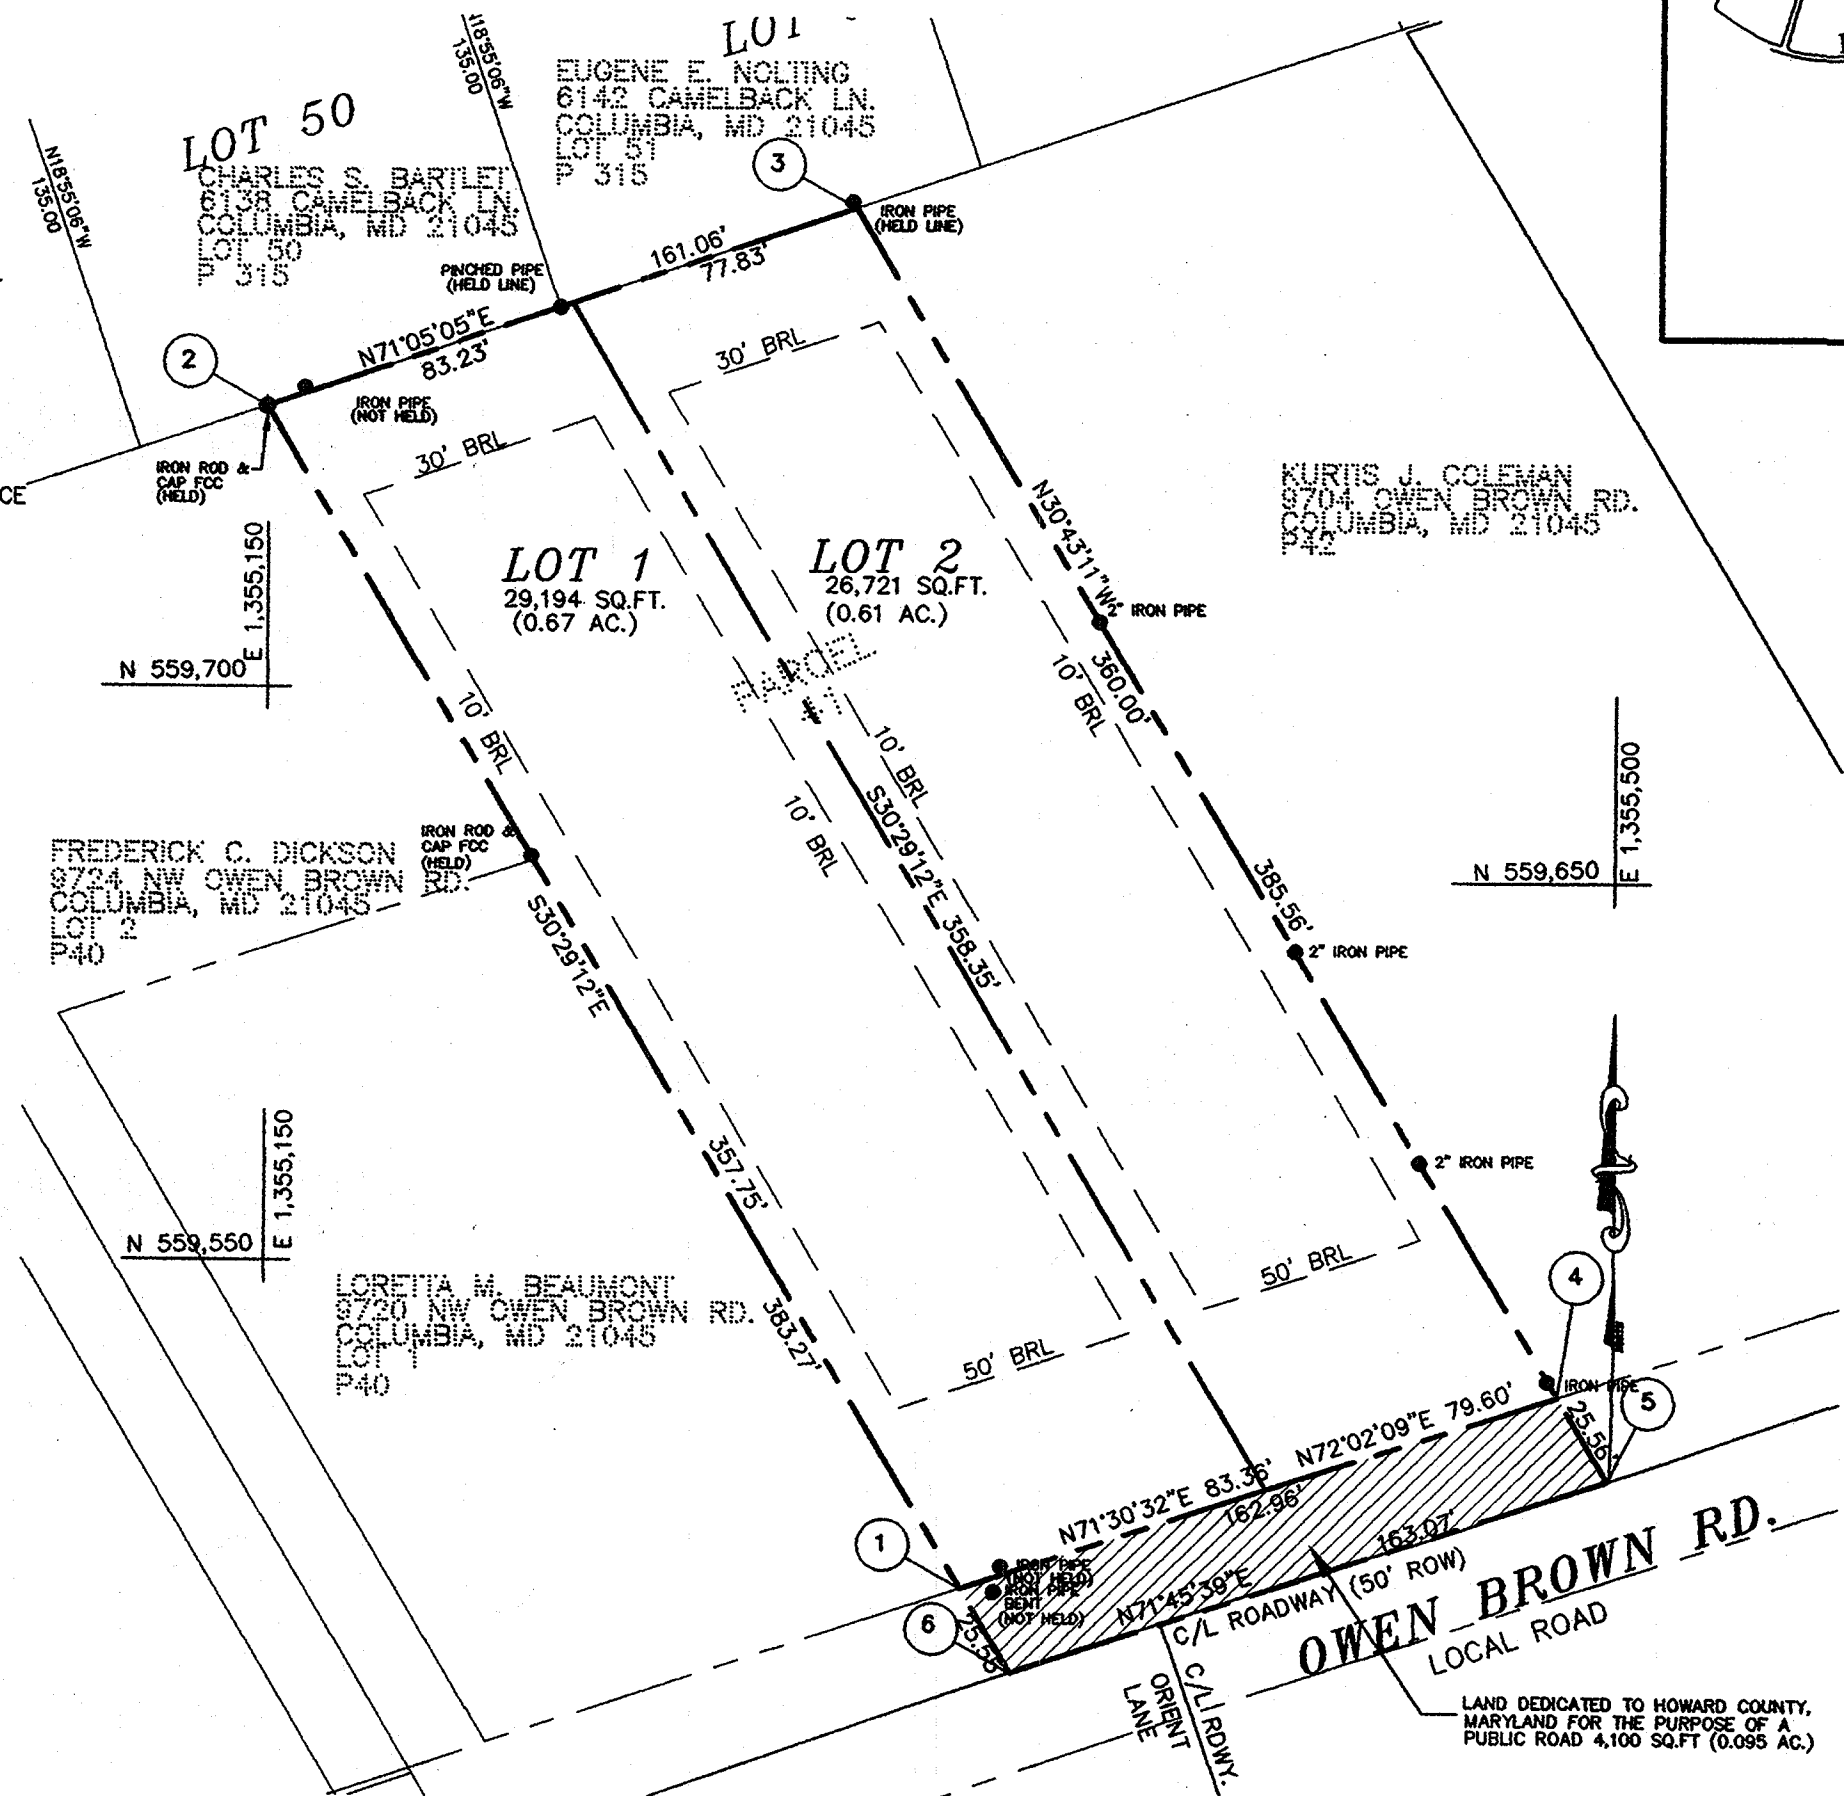 LOT
N18°55'06"W
135.00
EUGENE E. NOLTING
6142 CAMELBACK LN.
COLUMBIA, MD 21045
LOT 51
P 315
LOT 50
CHARLES S. BARTLET
6138 CAMELBACK LN.
COLUMBIA, MD 21045
LOT 50
P 315
N18°55'06"W
135.00
3
IRON PIPE
(HELD LINE)
161.06'
77.83'
PINCHED PIPE
(HELD LINE)
N71°05'05"E
83.23'
2
IRON PIPE
(NOT HELD)
30' BRL
30' BRL
IRON ROD &
CAP FCC
(HELD)
CE
KURTIS J. COLEMAN
9704 OWEN BROWN RD.
COLUMBIA, MD 21045
P42
N30°43'11"W
LOT 1
29,194 SQ.FT.
(0.67 AC.)
LOT 2
26,721 SQ.FT.
(0.61 AC.)
2" IRON PIPE
E 1,355,150
N 559,700
PARCEL
41
360.00'
10' BRL
10' BRL
10' BRL
10' BRL
S30°29'12"E 358.35'
E 1,355,500
N 559,650
385.56'
2" IRON PIPE
IRON ROD &
CAP FCC
(HELD)
FREDERICK C. DICKSON
9724 NW OWEN BROWN RD.
COLUMBIA, MD 21045
LOT 2
P40
S30°29'12"E
357.75'
383.27'
2" IRON PIPE
E 1,355,150
N 559,550
LORETTA M. BEAUMONT
9720 NW OWEN BROWN RD.
COLUMBIA, MD 21045
LOT 1
P40
50' BRL
50' BRL
4
IRON PIPE
5
25.56'
N72°02'09"E 79.60'
N71°30'32"E 83.36'
162.96'
163.07'
1
IRON PIPE
(NOT HELD)
IRON PIPE
BENT
(NOT HELD)
6
N71°45'39"E
C/L ROADWAY (50' ROW)
OWEN BROWN RD.
LOCAL ROAD
C/L RDWY.
ORIENT
LANE
LAND DEDICATED TO HOWARD COUNTY,
MARYLAND FOR THE PURPOSE OF A
PUBLIC ROAD 4,100 SQ.FT (0.095 AC.)